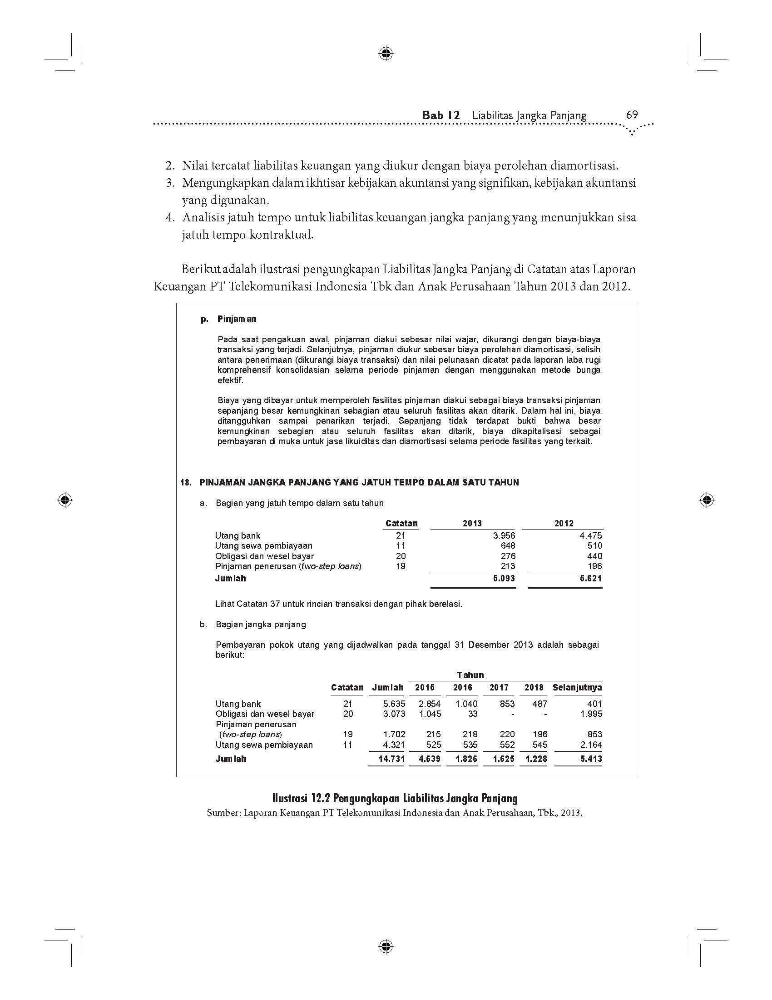 Bab 12 Liabilitas Jangka Panjang 69
2. Nilai tercatat liabilitas keuangan yang diukur dengan biaya perolehan diamortisasi.
3. Mengungkapkan dalam ikhtisar kebijakan akuntansi yang signifikan, kebijakan akuntansi
yang digunakan.
4. Analisis jatuh tempo untuk liabilitas keuangan jangka panjang yang menunjukkan sisa
jatuh tempo kontraktual.
Berikut adalah ilustrasi pengungkapan Liabilitas Jangka Panjang di Catatan atas Laporan
Keuangan PT Telekomunikasi Indonesia Tbk dan Anak Perusahaan Tahun 2013 dan 2012.
p. Pinjaman
Pada saat pengakuan awal, pinjaman diakui sebesar nilai wajar, dikurangi dengan biaya-biaya
transaksi yang terjadi. Selanjutnya, pinjaman diukur sebesar biaya perolehan diamortisasi, selisih
antara penerimaan (dikurangi biaya transaksi) dan nilai pelunasan dicatat pada laporan laba rugi
komprehensif konsolidasian selama periode pinjaman dengan menggunakan metode bunga
efektif.
Biaya yang dibayar untuk memperoleh fasilitas pinjaman diakui sebagai biaya transaksi pinjaman
sepanjang besar kemungkinan sebagian atau seluruh fasilitas akan ditarik. Dalam hal ini, biaya
ditangguhkan sampai penarikan terjadi. Sepanjang tidak terdapat bukti bahwa besar
kemungkinan sebagian atau seluruh fasilitas akan ditarik, biaya dikapitalisasi sebagai
pembayaran di muka untuk jasa likuiditas dan diamortisasi selama periode fasilitas yang terkait.
18. PINJAMAN JANGKA PANJANG YANG JATUH TEMPO DALAM SATU TAHUN
a. Bagian yang jatuh tempo dalam satu tahun
Catatan 2013 2012
Utang bank 21 3.956 4.475
Utang sewa pembiayaan 11 648 510
Obligasi dan wesel bayar 20 276 440
Pinjaman penerusan (two-step loans) 19 213 196
Jumlah 5.093 5.621
Lihat Catatan 37 untuk rincian transaksi dengan pihak berelasi.
b. Bagian jangka panjang
Pembayaran pokok utang yang dijadwalkan pada tanggal 31 Desember 2013 adalah sebagai
berikut:
Tahun
Catatan Jumlah 2015 2016 2017 2018 Selanjutnya
Utang bank 21 5.635 2.854 1.040 853 487 401
Obligasi dan wesel bayar 20 3.073 1.045 33 - - 1.995
Pinjaman penerusan
(two-step loans) 19 1.702 215 218 220 196 853
Utang sewa pembiayaan 11 4.321 525 535 552 545 2.164
Jumlah 14.731 4.639 1.826 1.625 1.228 5.413
Ilustrasi 12.2 Pengungkapan Liabilitas Jangka Panjang
Sumber: Laporan Keuangan PT Telekomunikasi Indonesia dan Anak Perusahaan, Tbk., 2013.